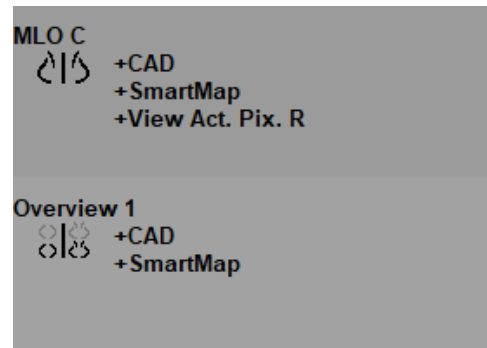 MLO C
+CAD
+SmartMap
+View Act. Pix. R
Overview 1
+CAD
+SmartMap